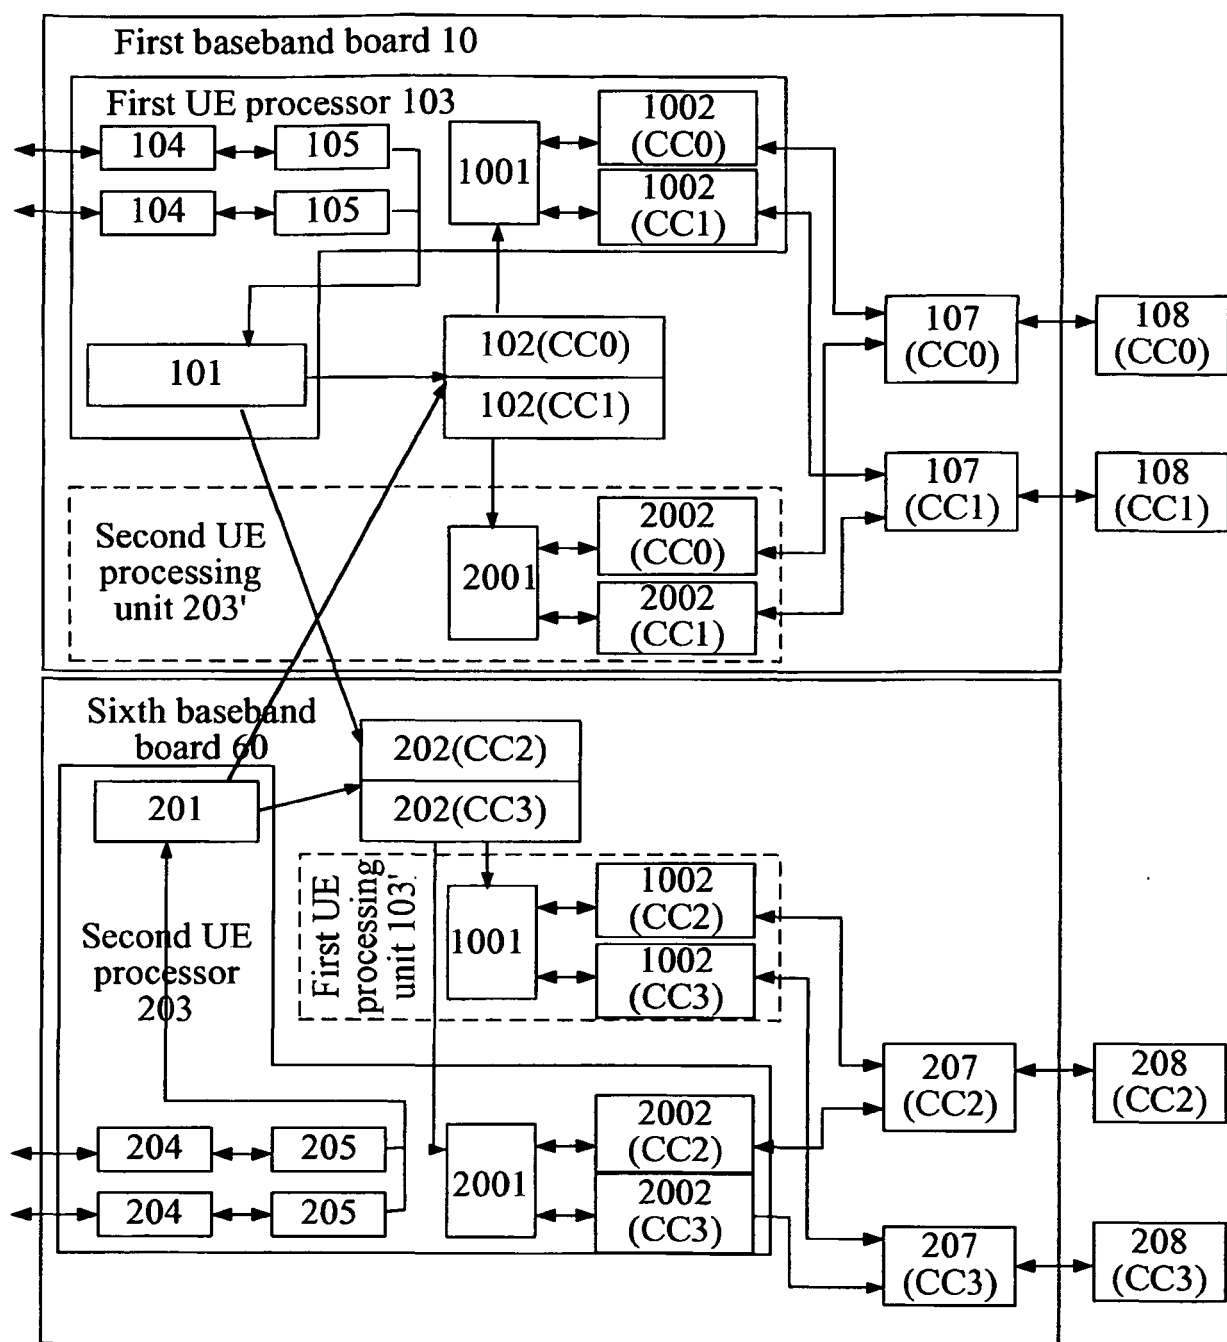 First baseband board 10
First UE processor 103
104
105
104
105
1001
1002
(CC0)
1002
(CC1)
101
102(CC0)
102(CC1)
107
(CC0)
108
(CC0)
107
(CC1)
108
(CC1)
Second UE
processing
unit 203'
2001
2002
(CC0)
2002
(CC1)
Sixth baseband
board 60
201
202(CC2)
202(CC3)
First UE
processing
unit 103'
1001
1002
(CC2)
1002
(CC3)
Second UE
processor
203
204
205
204
205
2001
2002
(CC2)
2002
(CC3)
207
(CC2)
208
(CC2)
207
(CC3)
208
(CC3)